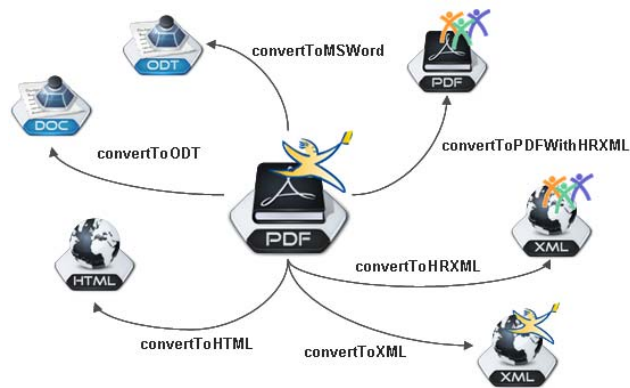 convertToMSWord
ODT
PDF
DOC
convertToODT
convertToPDFWithHRXML
PDF
XML
HTML
convertToHRXML
convertToHTML
convertToXML
XML